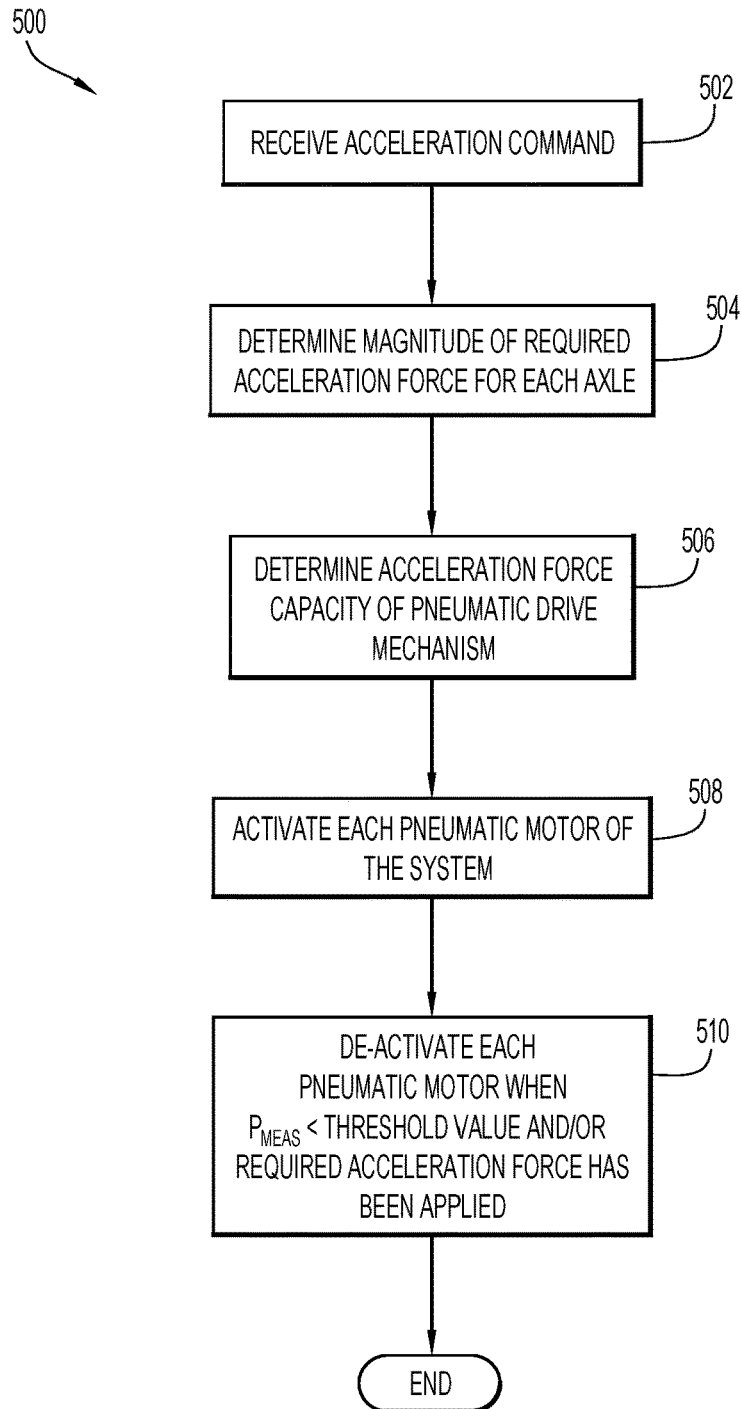 500
502
RECEIVE ACCELERATION COMMAND
504
DETERMINE MAGNITUDE OF REQUIRED
ACCELERATION FORCE FOR EACH AXLE
506
DETERMINE ACCELERATION FORCE
CAPACITY OF PNEUMATIC DRIVE
MECHANISM
508
ACTIVATE EACH PNEUMATIC MOTOR OF
THE SYSTEM
510
DE-ACTIVATE EACH
PNEUMATIC MOTOR WHEN
PMEAS < THRESHOLD VALUE AND/OR
REQUIRED ACCELERATION FORCE HAS
BEEN APPLIED
END